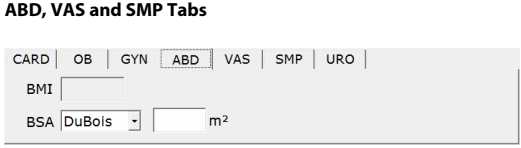 ABD, VAS and SMP Tabs
CARD OB GYN ABD VAS SMP URO
BMI
BSA DuBois m²